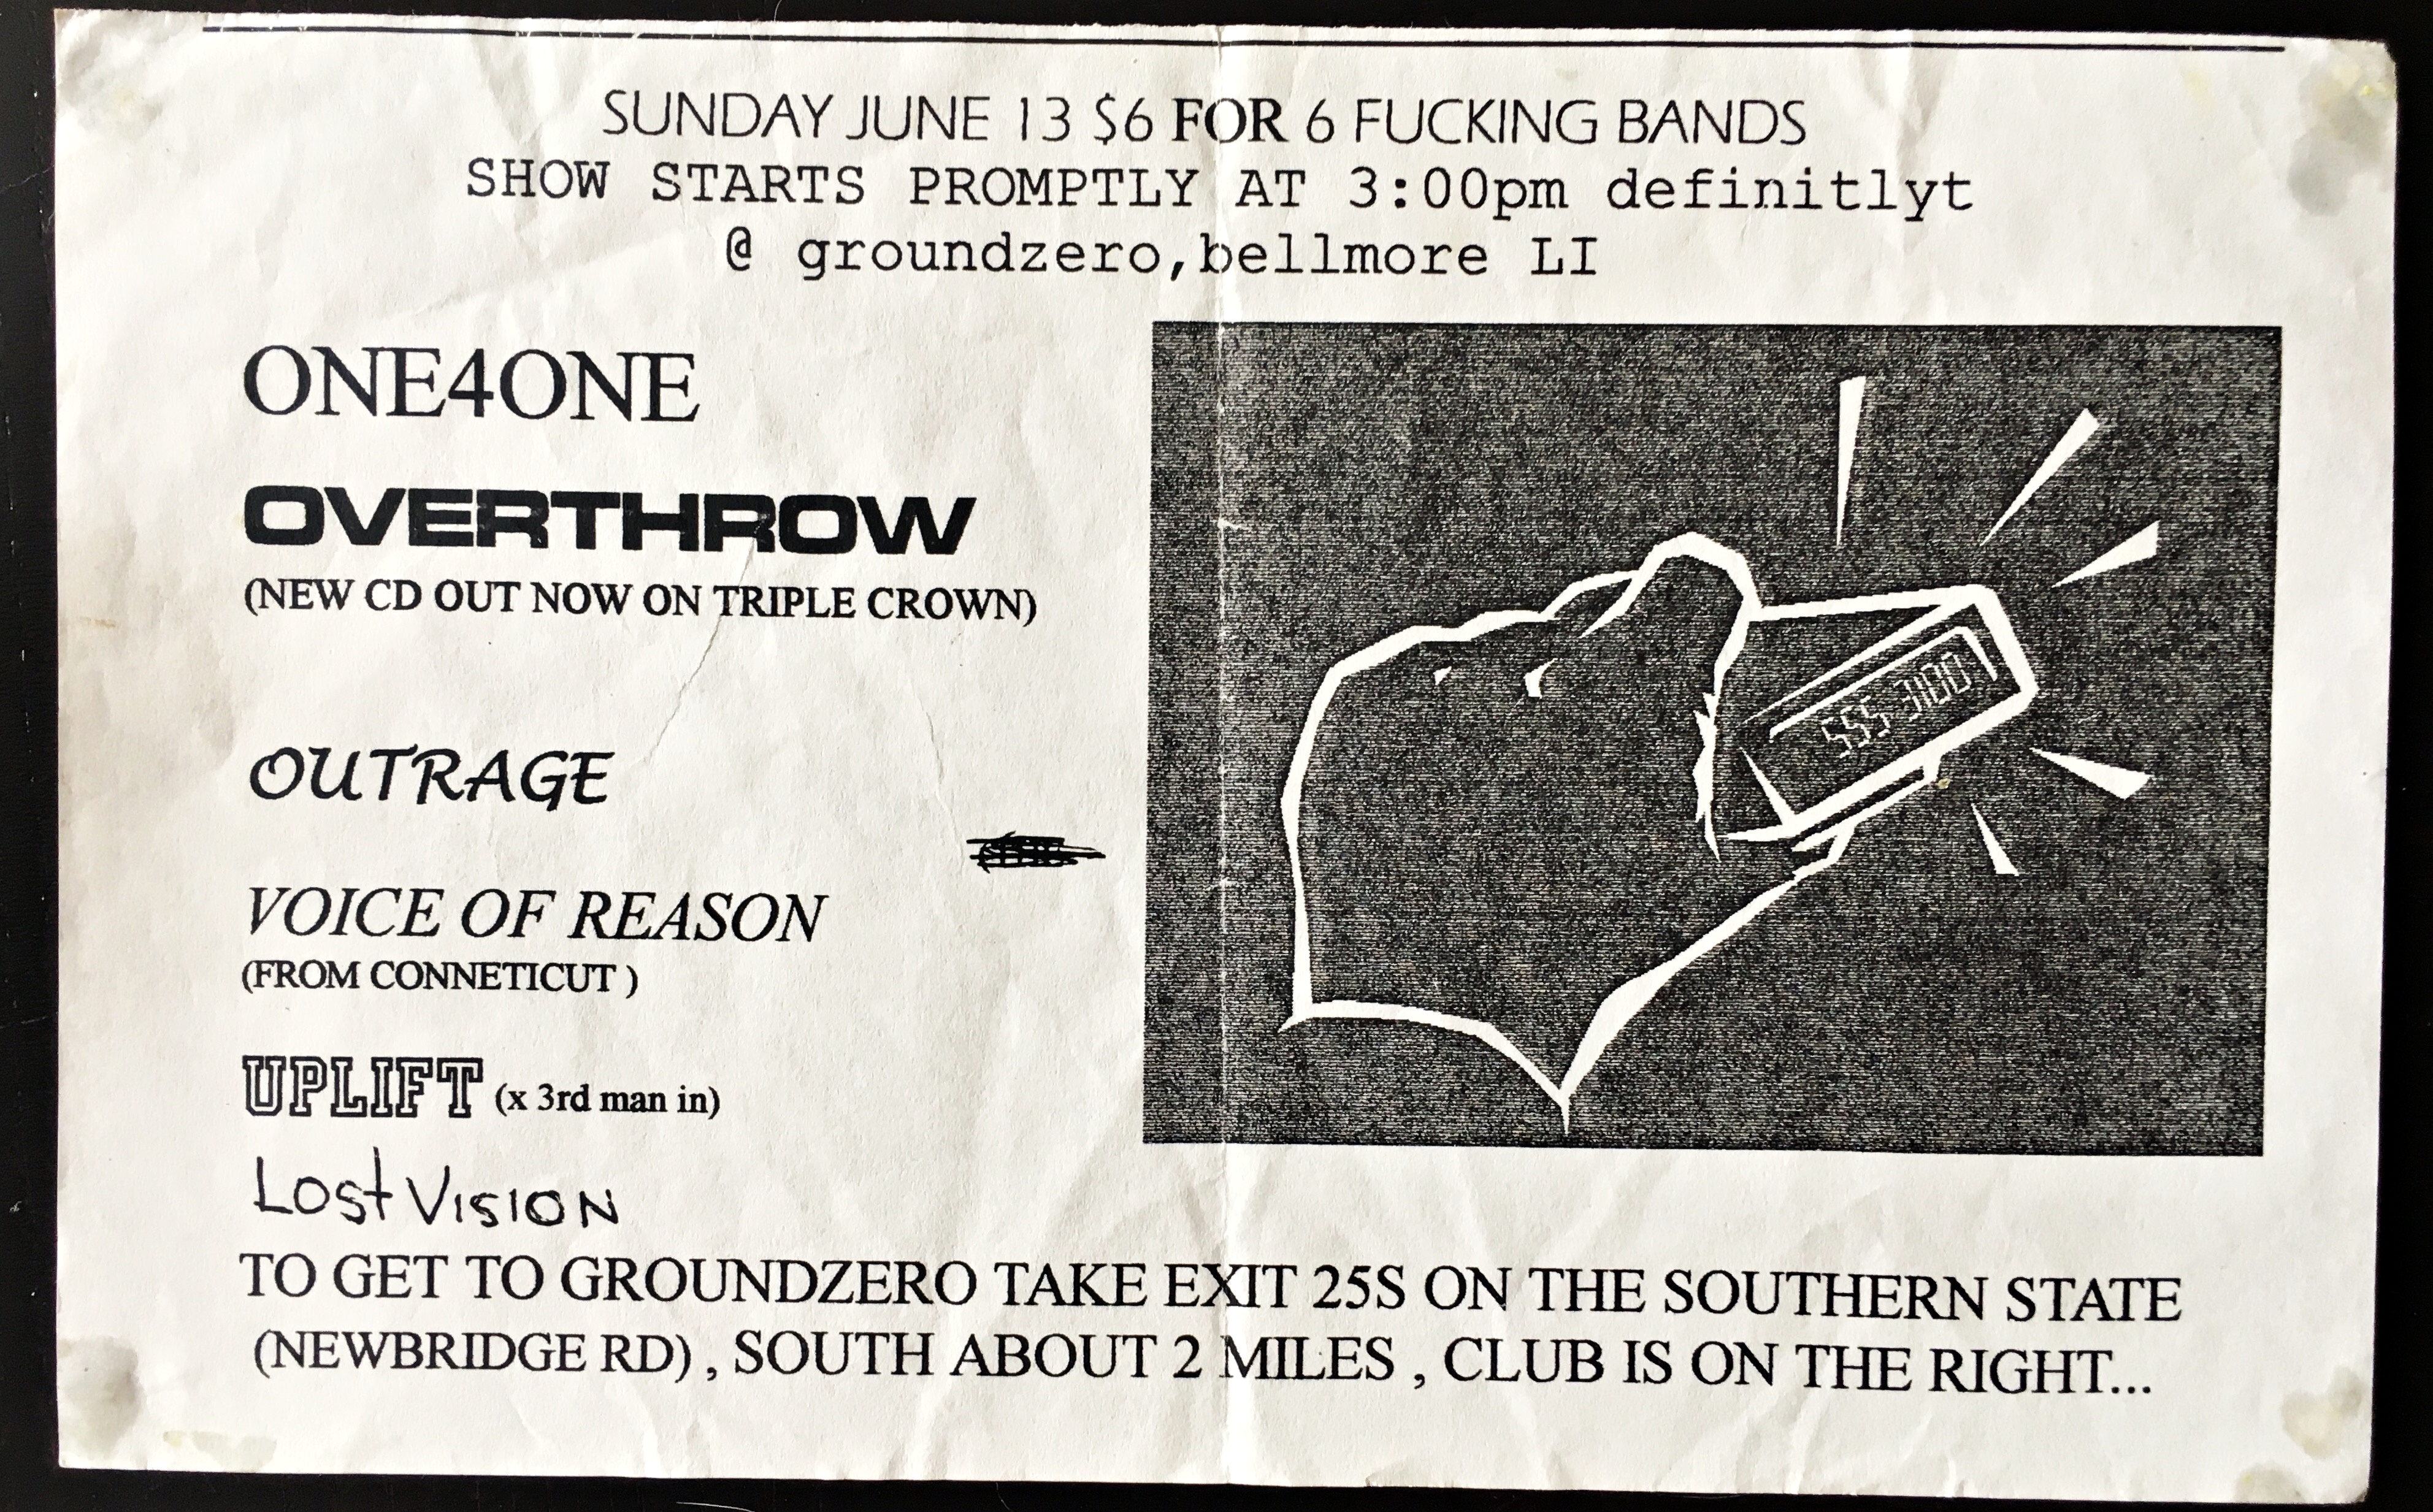 SUNDAY JUNE 13 $6 FOR 6 FUCKING BANDS
SHOW STARTS PROMPTLY AT 3:00pm definitlyt
@ groundzero,bellmore LI
ONE4ONE
OVERTHROW
(NEW CD OUT NOW ON TRIPLE CROWN)
OUTRAGE
VOICE OF REASON
(FROM CONNETICUT )
UPLIFT (x 3rd man in)
Lost Vision
555-3100
TO GET TO GROUNDZERO TAKE EXIT 25S ON THE SOUTHERN STATE
(NEWBRIDGE RD) , SOUTH ABOUT 2 MILES , CLUB IS ON THE RIGHT...